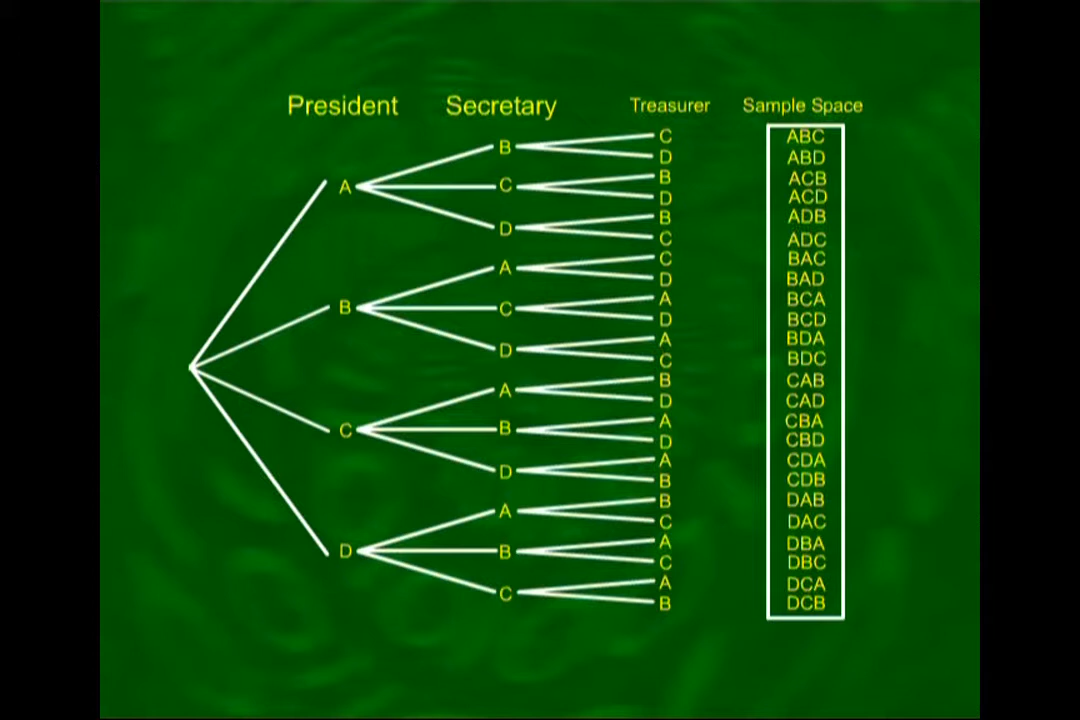 President Secretary Treasurer Sample Space
C ABC
B
D ABD
B ACB
A C
D ACD
B ADB
D
C ADC
C BAC
A
D BAD
A BCA
B C
D BCD
A BDA
D
C BDC
B CAB
A
D CAD
A CBA
C B
D CBD
A CDA
D
B CDB
B DAB
A
C DAC
A DBA
D B
C DBC
A DCA
C
B DCB